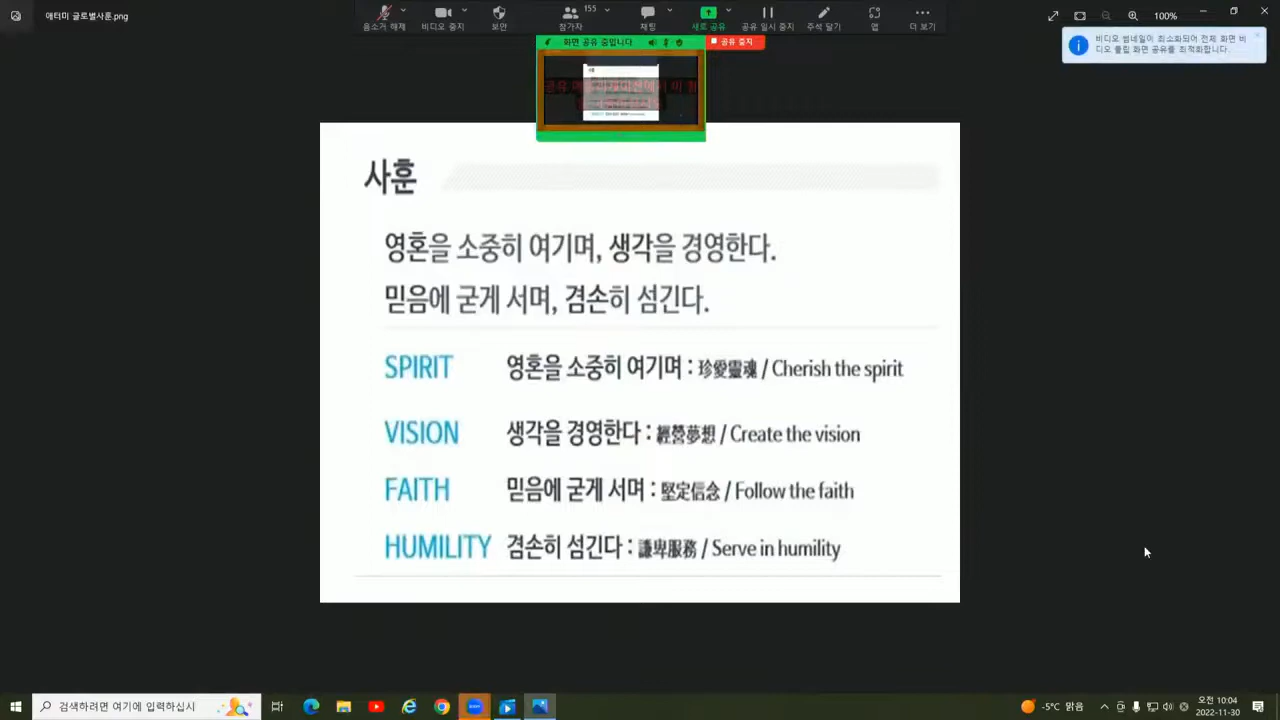 애터미 글로벌사훈.png
음소거 해제
비디오 중지
보안
155
참가자
채팅
새로 공유
공유 일시 중지
주석 달기
앱
더 보기
100%
화면 공유 중입니다
공유 중지
비디오 썸네일이 최소화되어 전체 화면 비
디오 풀립 화면 공유를 최적화합니다.
사훈
영혼을 소중히 여기며, 생각을 경영한다.
믿음에 굳게 서며, 겸손히 섬긴다.
SPIRIT 영혼을 소중히 여기며 : 珍愛靈魂 / Cherish the spirit
VISION 생각을 경영한다 : 經營夢想 / Create the vision
FAITH 믿음에 굳게 서며 : 堅定信念 / Follow the faith
HUMILITY 겸손히 섬긴다 : 謙卑服務 / Serve in humility
검색하려면 여기에 입력하십시
-5°C 맑음
오전 10:04
2022-11-30